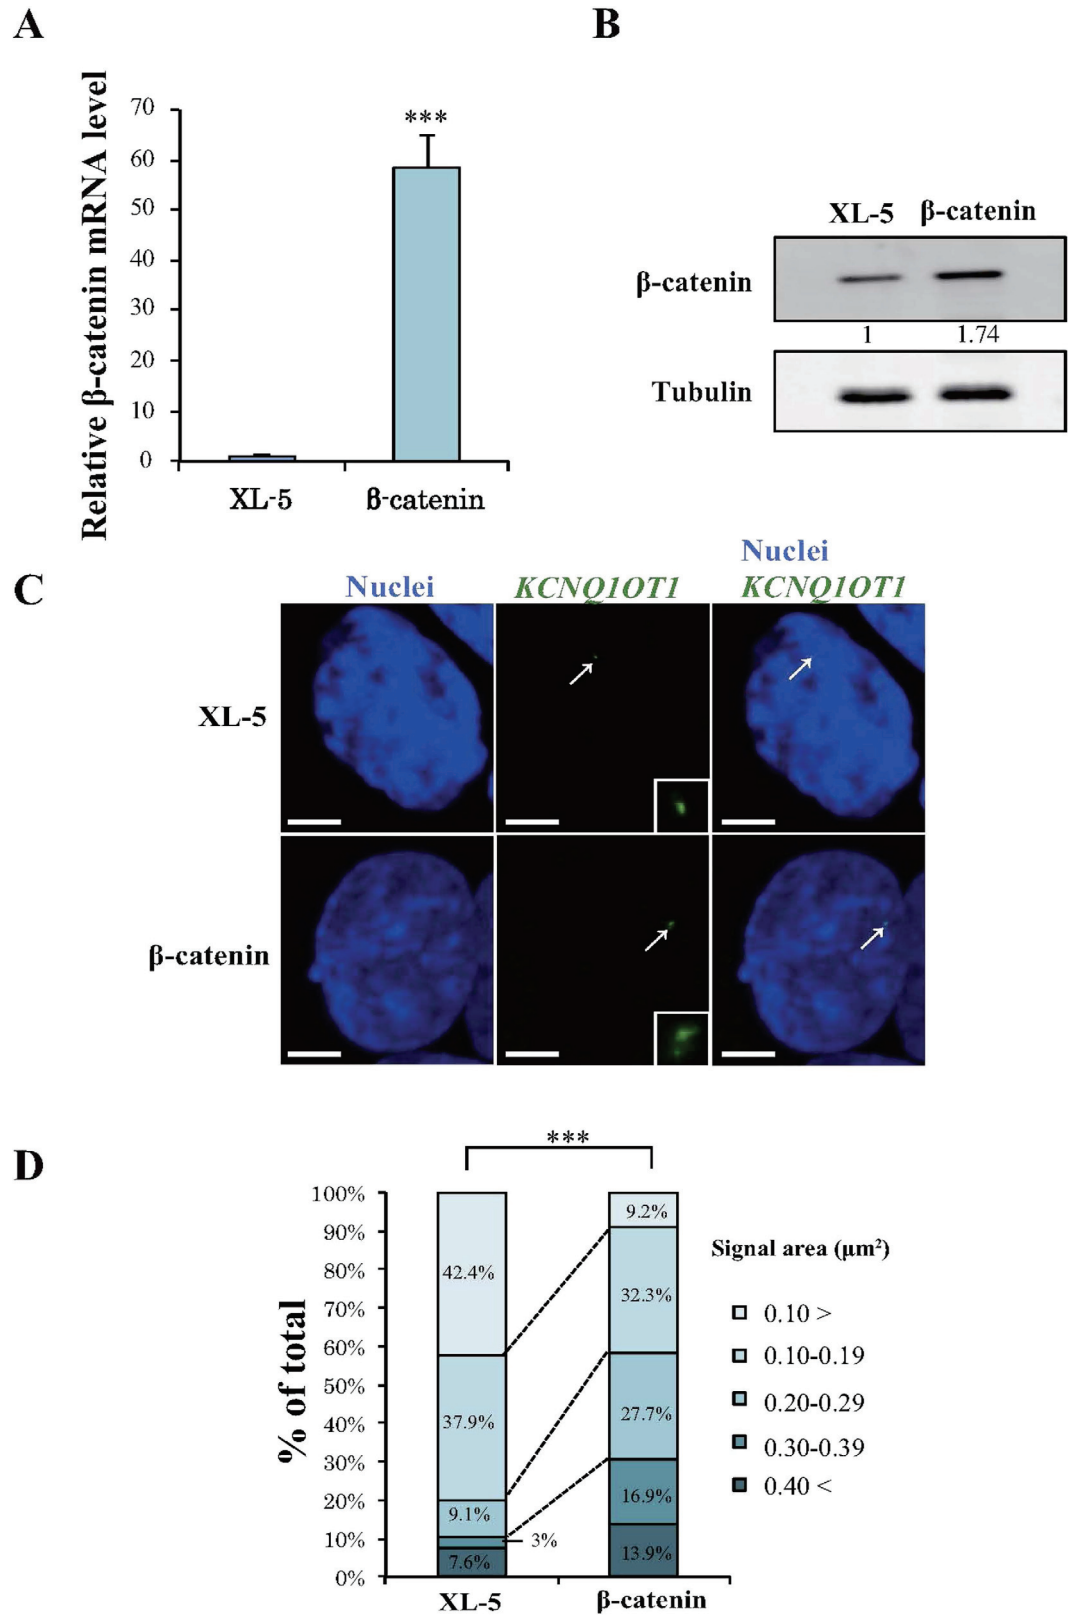 A
Relative β-catenin mRNA level
70
60
50
40
30
20
10
0
***
XL-5
β-catenin
B
XL-5 β-catenin
β-catenin
1 1.74
Tubulin
C
Nuclei
KCNQ1OT1
Nuclei
KCNQ1OT1
XL-5
β-catenin
D
***
% of total
100%
90%
80%
70%
60%
50%
40%
30%
20%
10%
0%
42.4%
37.9%
9.1%
3%
7.6%
9.2%
32.3%
27.7%
16.9%
13.9%
XL-5
β-catenin
Signal area (μm²)
0.10 >
0.10-0.19
0.20-0.29
0.30-0.39
0.40 <